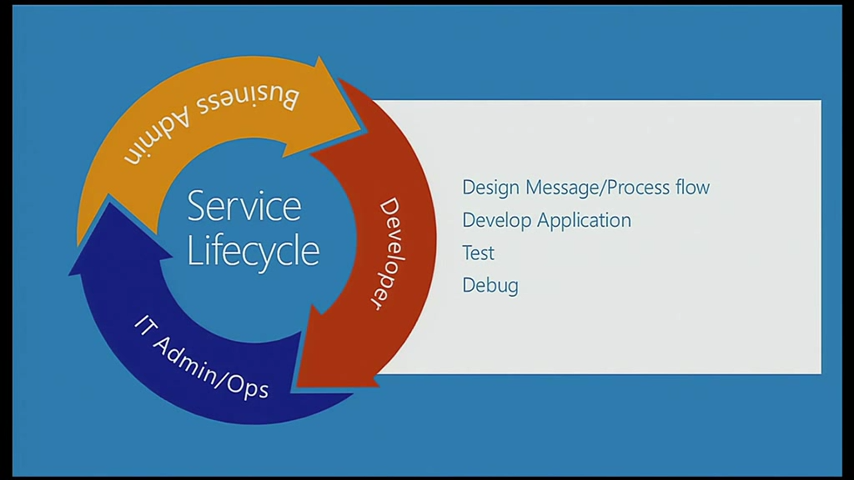 Business Admin
Service
Lifecycle
Developer
IT Admin/Ops
Design Message/Process flow
Develop Application
Test
Debug